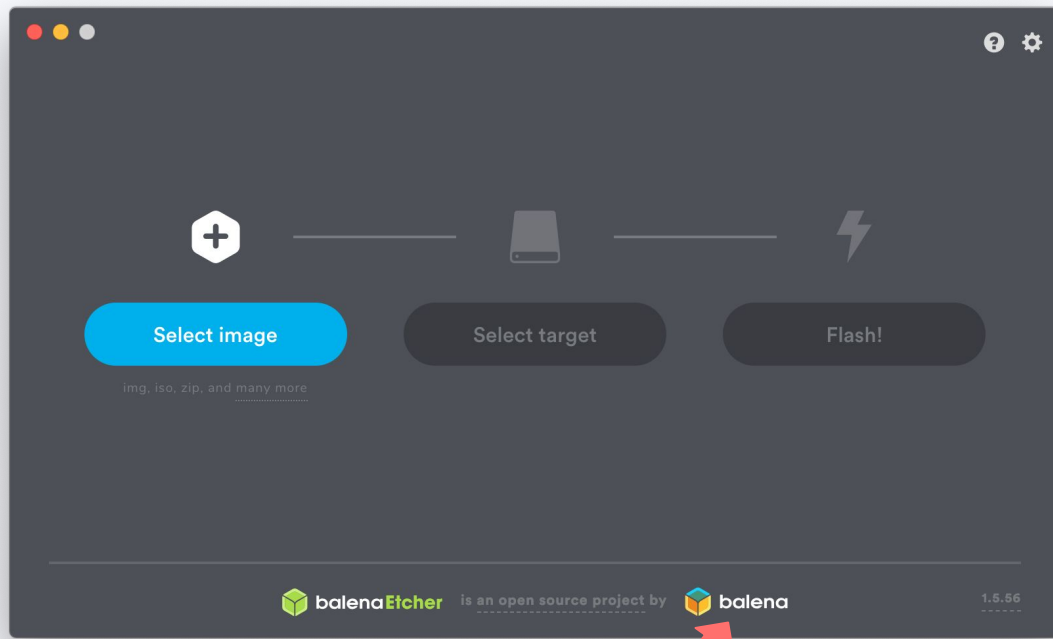 Select image
Select target
Flash!
img, iso, zip, and many more
balenaEtcher is an open source project by balena
1.5.56